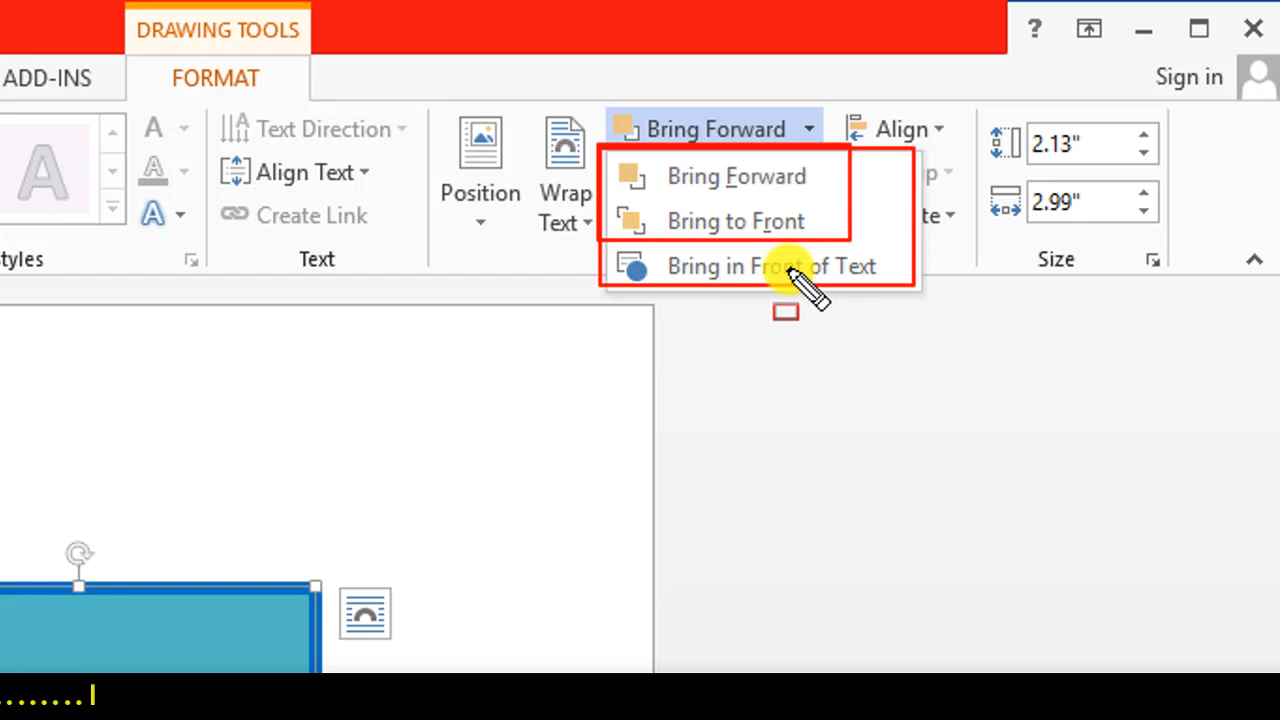 DRAWING TOOLS
?
ADD-INS
FORMAT
Sign in
A
A
A
A
Text Direction
Align Text
Create Link
Position
Wrap
Text
Bring Forward
Align
Bring Forward
Bring to Front
Bring in Front of Text
2.13"
2.99"
Text
Size
........|